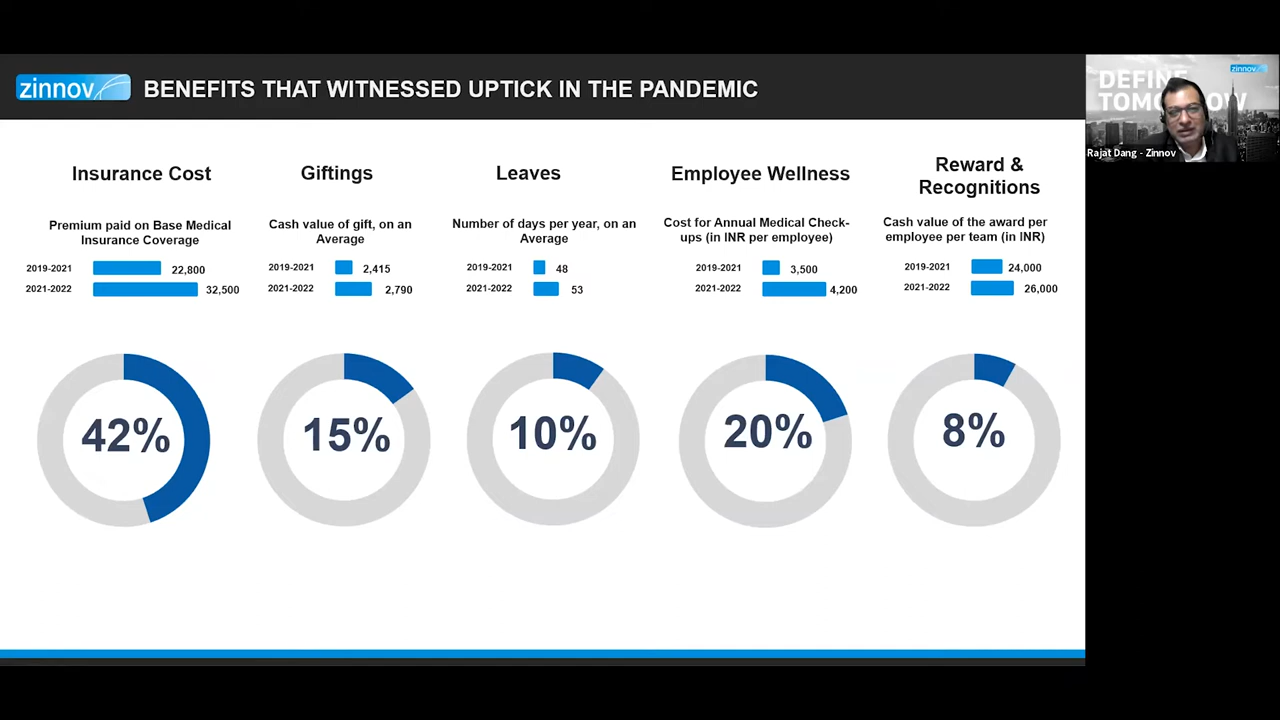 zinnov
BENEFITS THAT WITNESSED UPTICK IN THE PANDEMIC
zinnov
DEFINE
TOMORROW
Rajat Dang - Zinnov
Insurance Cost
Premium paid on Base Medical
Insurance Coverage
2019-2021 22,800
2021-2022 32,500
42%
Giftings
Cash value of gift, on an
Average
2019-2021 2,415
2021-2022 2,790
15%
Leaves
Number of days per year, on an
Average
2019-2021 48
2021-2022 53
10%
Employee Wellness
Cost for Annual Medical Check-
ups (in INR per employee)
2019-2021 3,500
2021-2022 4,200
20%
Reward &
Recognitions
Cash value of the award per
employee per team (in INR)
2019-2021 24,000
2021-2022 26,000
8%